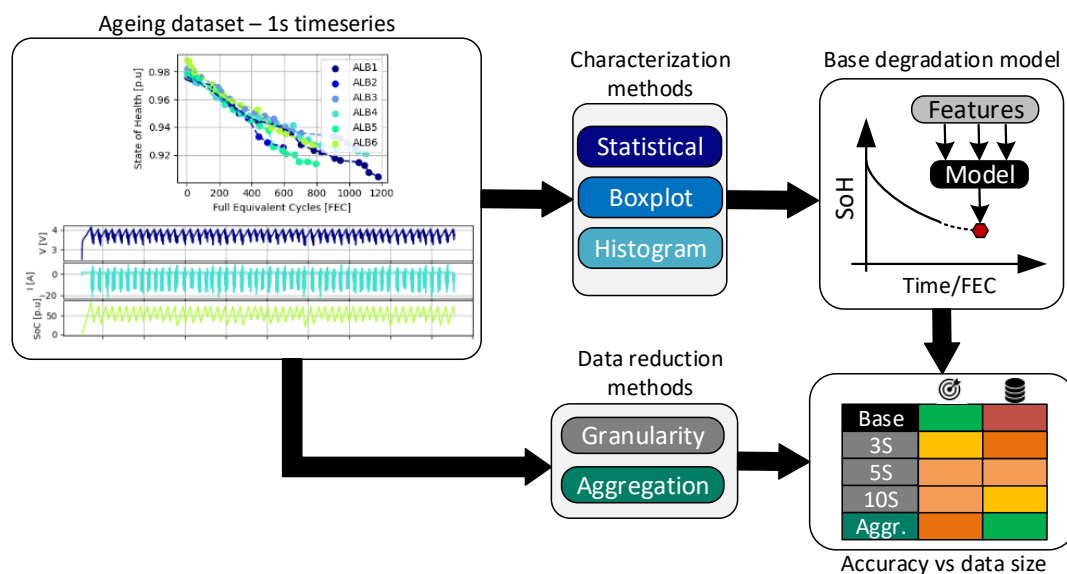 Ageing dataset – 1s timeseries
State of Health [p.u]
0.98
0.96
0.94
0.92
ALB1
ALB2
ALB3
ALB4
ALB5
ALB6
0 200 400 600 800 1000 1200
Full Equivalent Cycles [FEC]
V [V]
4
3
I [A]
0
−20
SoC [p.u]
50
0
Characterization
methods
Statistical
Boxplot
Histogram
Base degradation model
Features
Model
SoH
Time/FEC
Data reduction
methods
Granularity
Aggregation
Base
3S
5S
10S
Aggr.
Accuracy vs data size